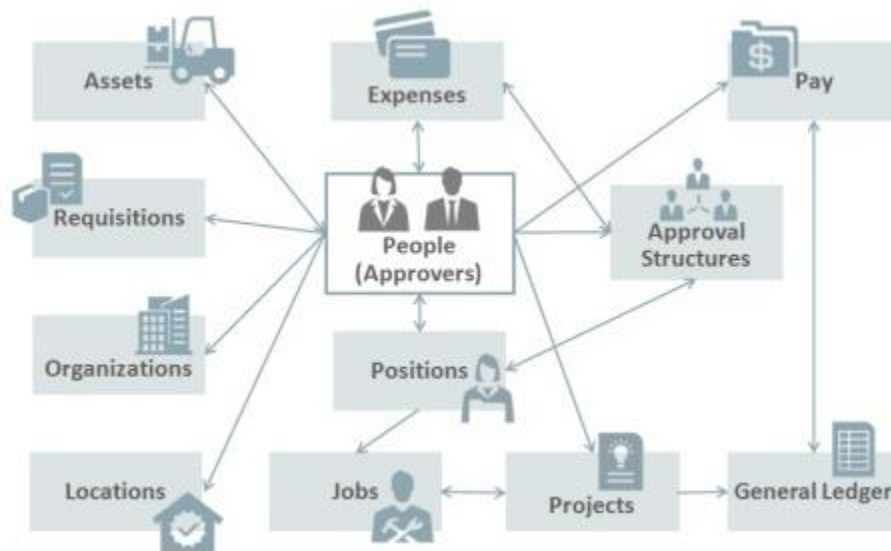 Assets
Expenses
$
Pay
Requisitions
People
(Approvers)
Approval
Structures
Organizations
Positions
Locations
Jobs
Projects
General Ledger